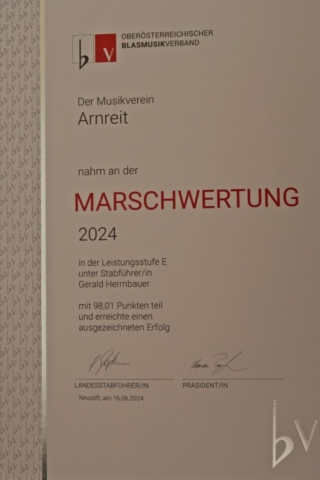 OBERÖSTERREICHISCHER
BLASMUSIKVERBAND
Der Musikverein
Arnreit
nahm an der
MARSCHWERTUNG
2024
in der Leistungsstufe E
unter Stabführer/in
Gerald Herrnbauer
mit 98,01 Punkten teil
und erreichte einen
ausgezeichneten Erfolg
LANDESSTABFÜHRER/IN PRÄSIDENT/IN
Neustift, am 16.06.2024
bv